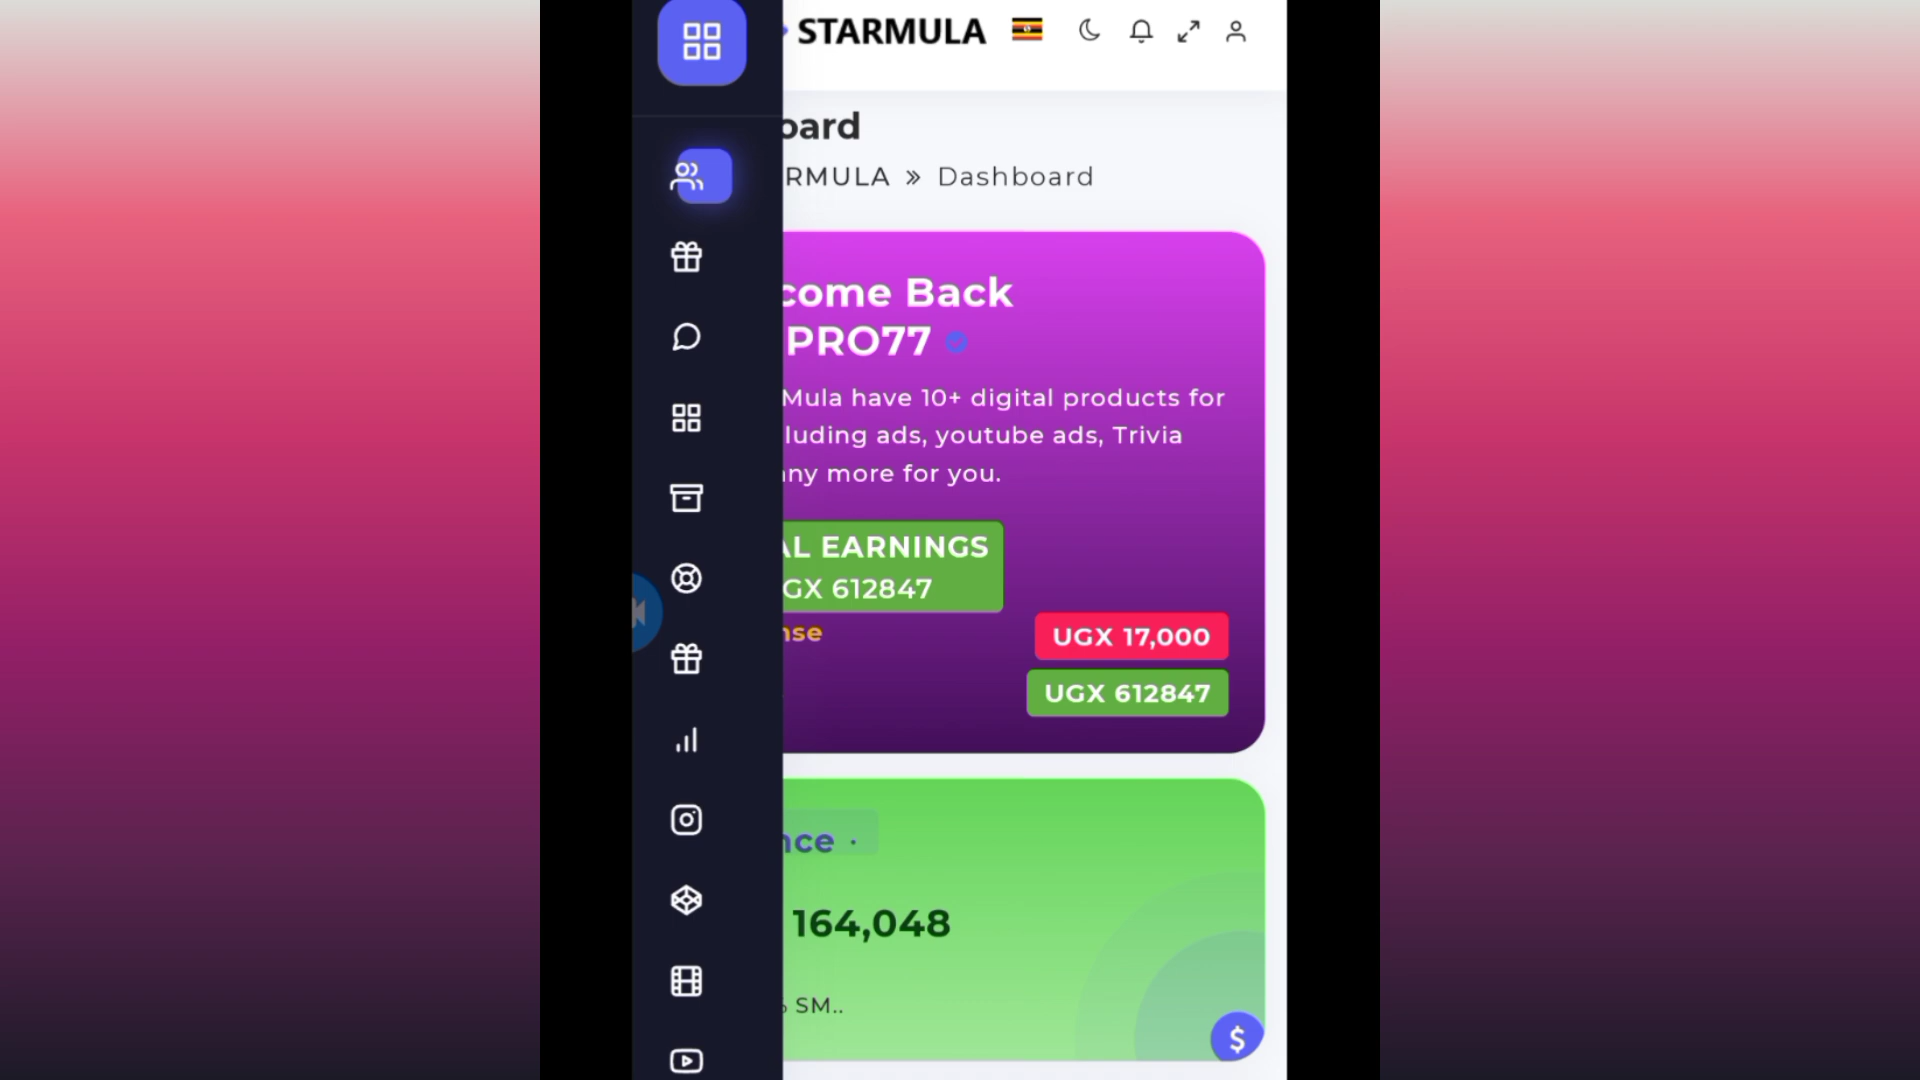 STARMULA
oard
RMULA » Dashboard
come Back
PRO77
Mula have 10+ digital products for
luding ads, youtube ads, Trivia
ny more for you.
AL EARNINGS
GX 612847
nse
UGX 17,000
UGX 612847
nce ·
164,048
SM..
$